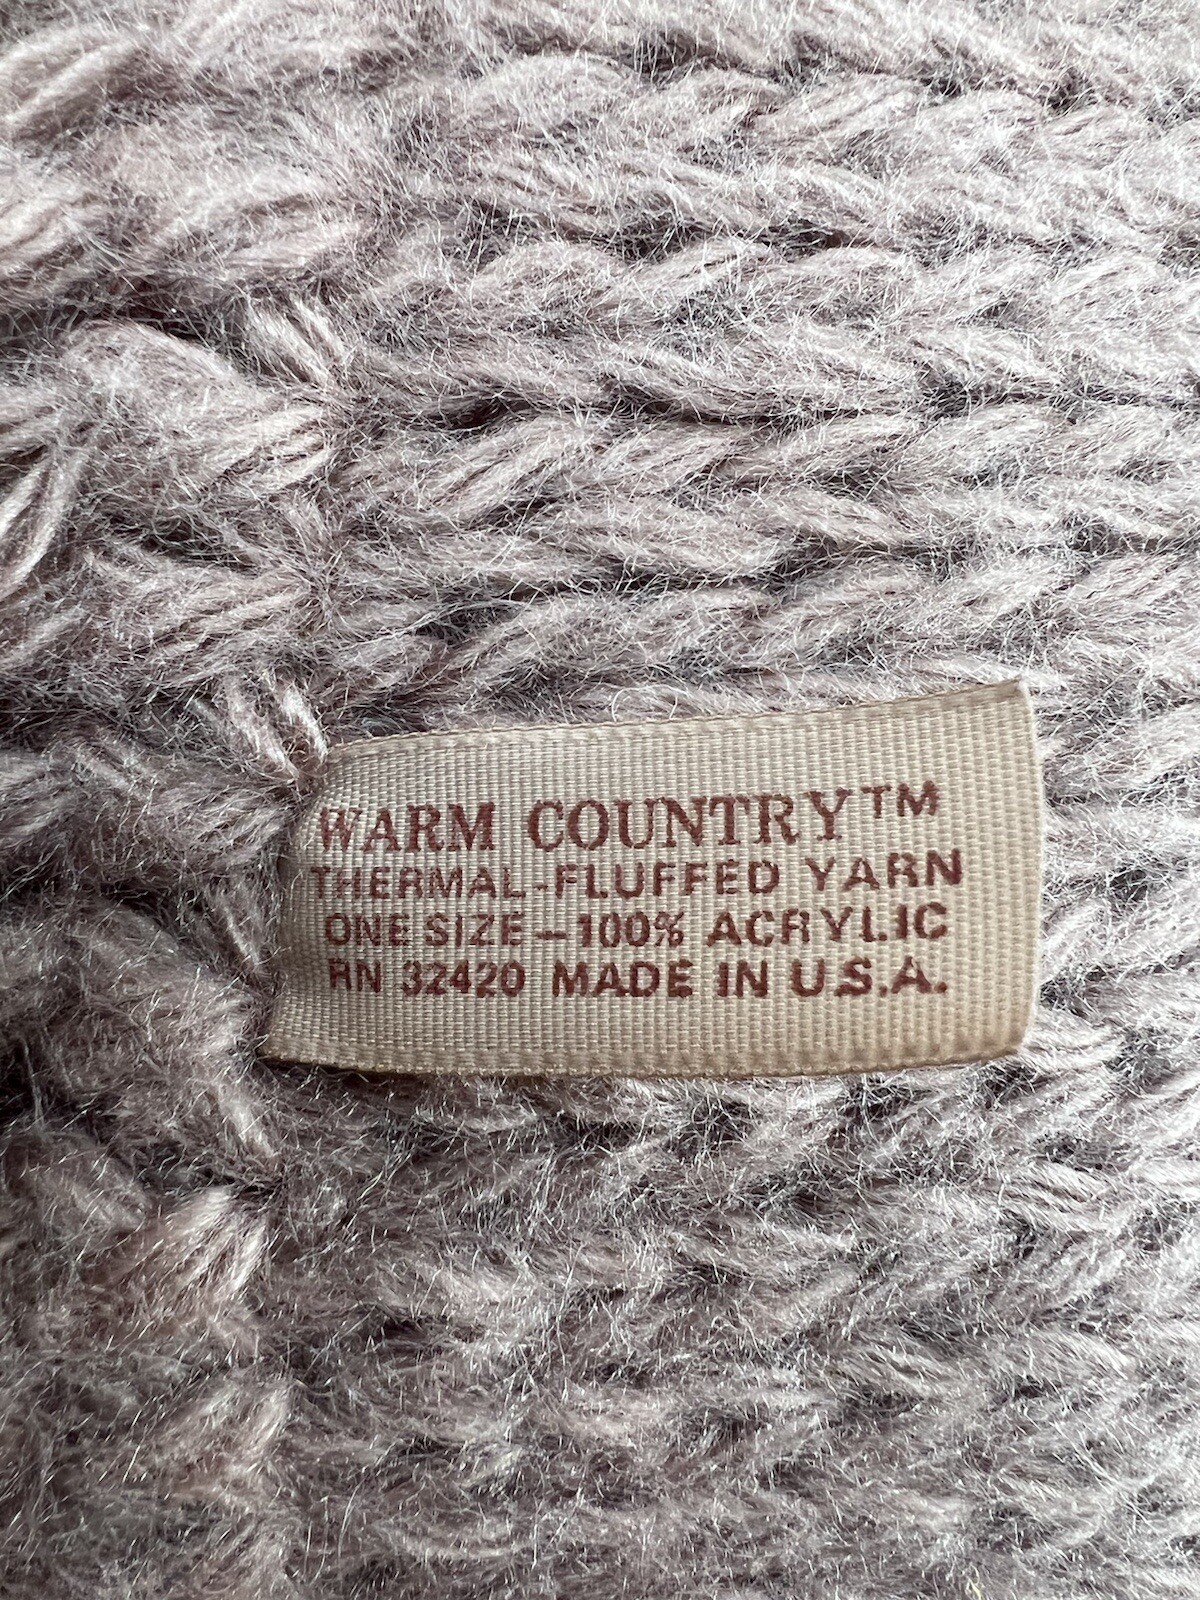 WARM COUNTRY™
THERMAL-FLUFFED YARN
ONE SIZE – 100% ACRYLIC
RN 32420 MADE IN U.S.A.